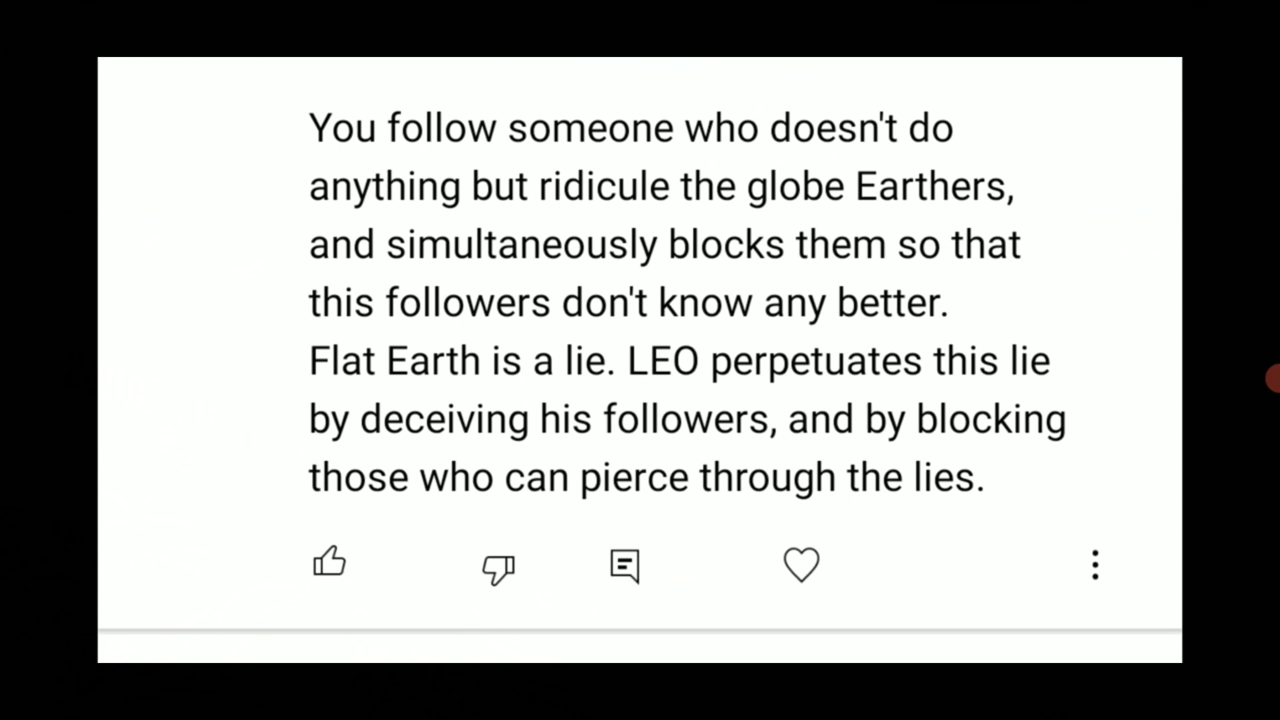 You follow someone who doesn't do
anything but ridicule the globe Earthers,
and simultaneously blocks them so that
this followers don't know any better.
Flat Earth is a lie. LEO perpetuates this lie
by deceiving his followers, and by blocking
those who can pierce through the lies.